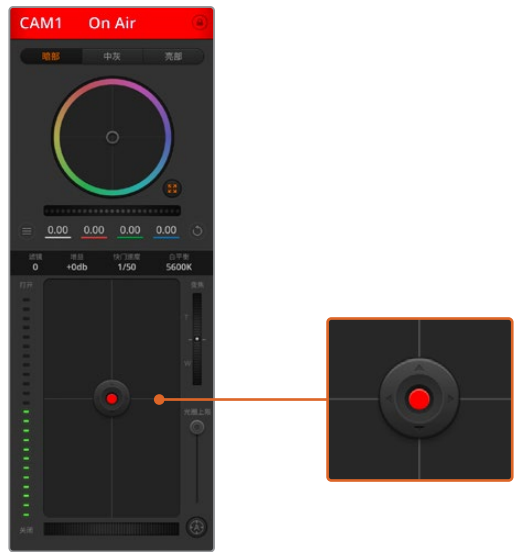 CAM1 On Air
暗部 中灰 亮部
0.00 0.00 0.00 0.00
滤镜 增益 快门速度 白平衡
0 +0db 1/50 5600K
打开 变焦
T
W
光圈上限
关闭